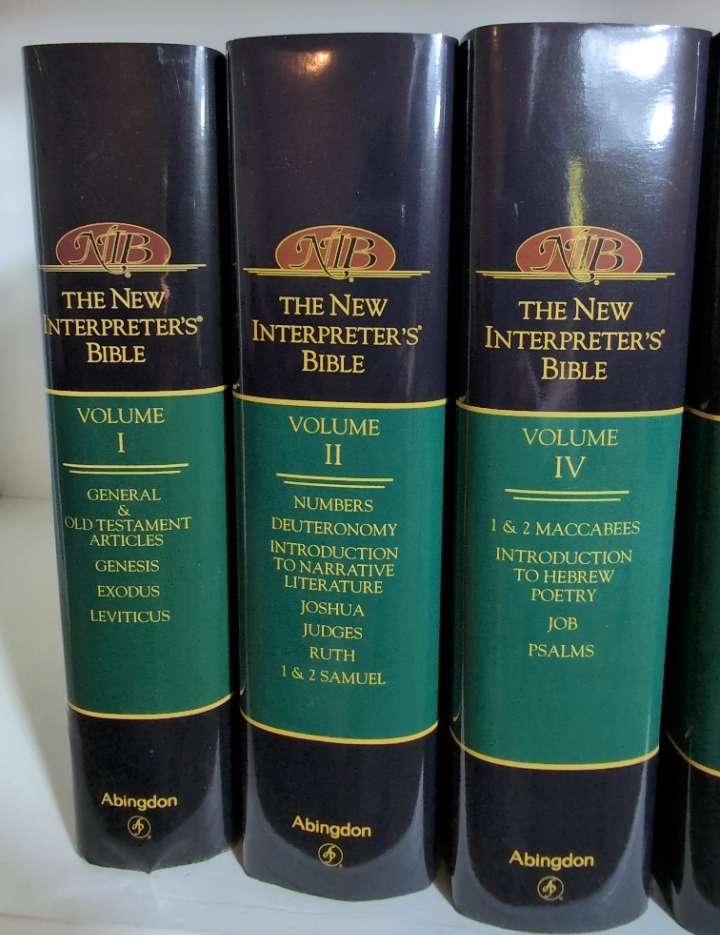 NIB
THE NEW
INTERPRETER'S®
BIBLE
VOLUME
I
GENERAL
&
OLD TESTAMENT
ARTICLES
GENESIS
EXODUS
LEVITICUS
Abingdon
NIB
THE NEW
INTERPRETER'S®
BIBLE
VOLUME
II
NUMBERS
DEUTERONOMY
INTRODUCTION
TO NARRATIVE
LITERATURE
JOSHUA
JUDGES
RUTH
1 & 2 SAMUEL
Abingdon
NIB
THE NEW
INTERPRETER'S®
BIBLE
VOLUME
IV
1 & 2 MACCABEES
INTRODUCTION
TO HEBREW
POETRY
JOB
PSALMS
Abingdon